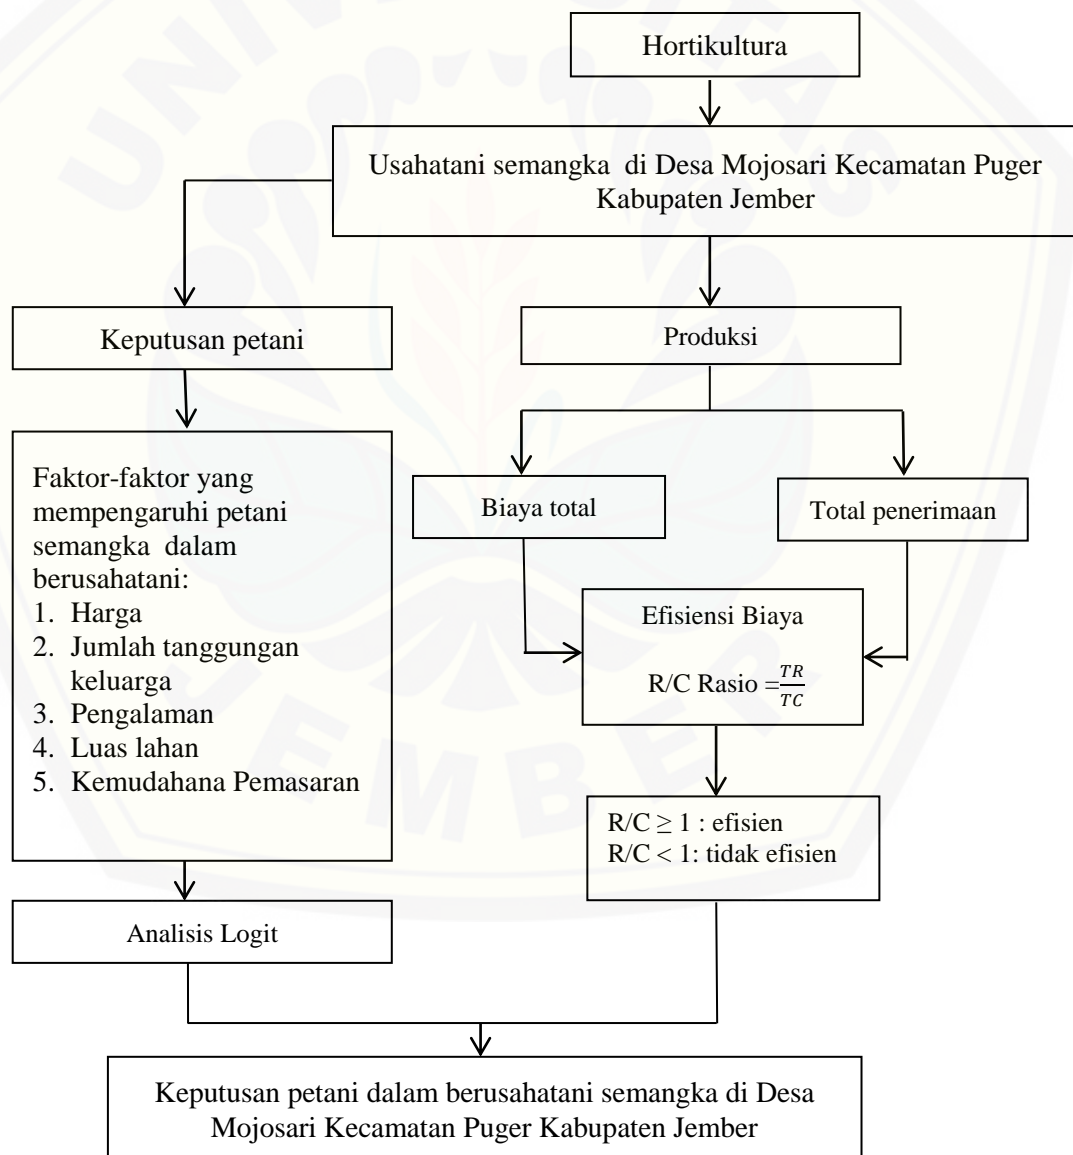 UNIVERSITAS
Hortikultura
Usahatani semangka di Desa Mojosari Kecamatan Puger
Kabupaten Jember
Keputusan petani
Produksi
Faktor-faktor yang
mempengaruhi petani
semangka dalam
berusahatani:
1. Harga
2. Jumlah tanggungan
keluarga
3. Pengalaman
4. Luas lahan
5. Kemudahana Pemasaran
Biaya total
Total penerimaan
Efisiensi Biaya
R/C Rasio =TR/TC
R/C ≥ 1 : efisien
R/C < 1: tidak efisien
Analisis Logit
JEMBER
Keputusan petani dalam berusahatani semangka di Desa
Mojosari Kecamatan Puger Kabupaten Jember